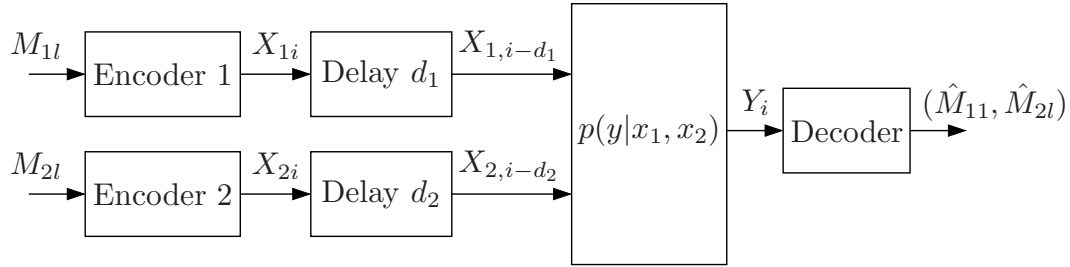 M_{1l} Encoder 1 X_{1i} Delay d_1 X_{1,i-d_1}
p(y|x_1, x_2) Y_i Decoder (\hat{M}_{11}, \hat{M}_{2l})
M_{2l} Encoder 2 X_{2i} Delay d_2 X_{2,i-d_2}